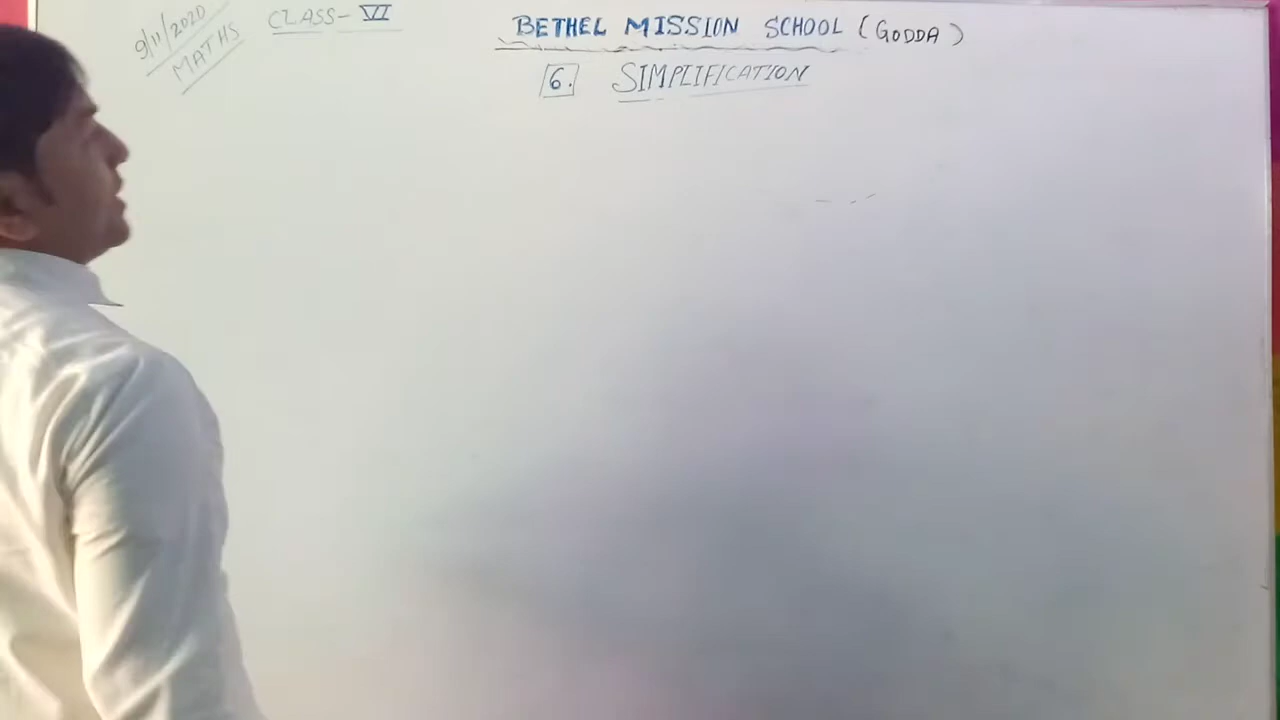 9/11/2020
MATHS
CLASS- VI
BETHEL MISSION SCHOOL (GODDA)
6. SIMPLIFICATION